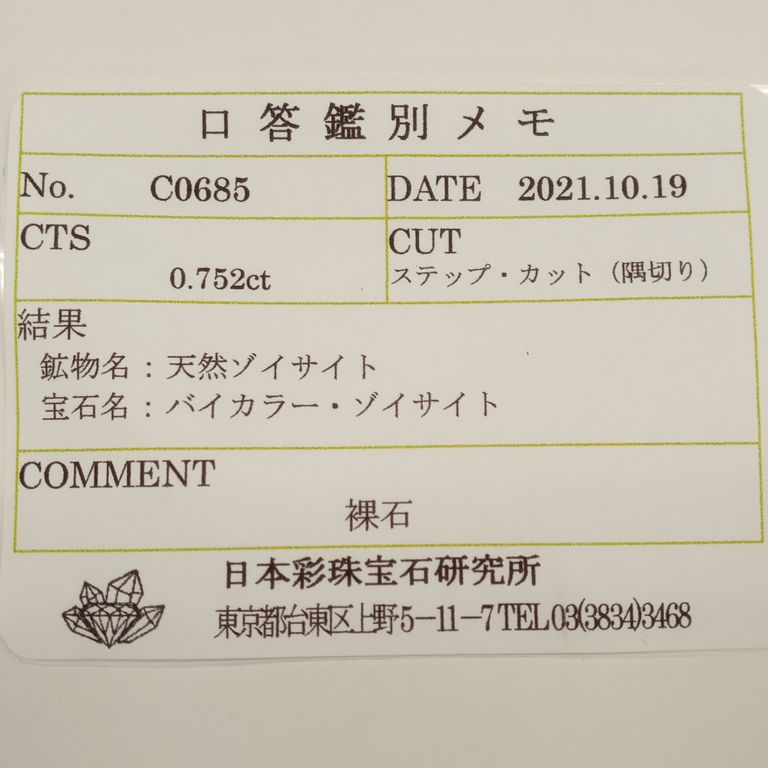 口答鑑別メモ
No. C0685 DATE 2021.10.19
CTS CUT
0.752ct ステップ・カット（隅切り）
結果
鉱物名：天然ゾイサイト
宝石名：バイカラー・ゾイサイト
COMMENT
裸石
日本彩珠宝石研究所
東京都台東区上野5－11－7 TEL03(3834)3468